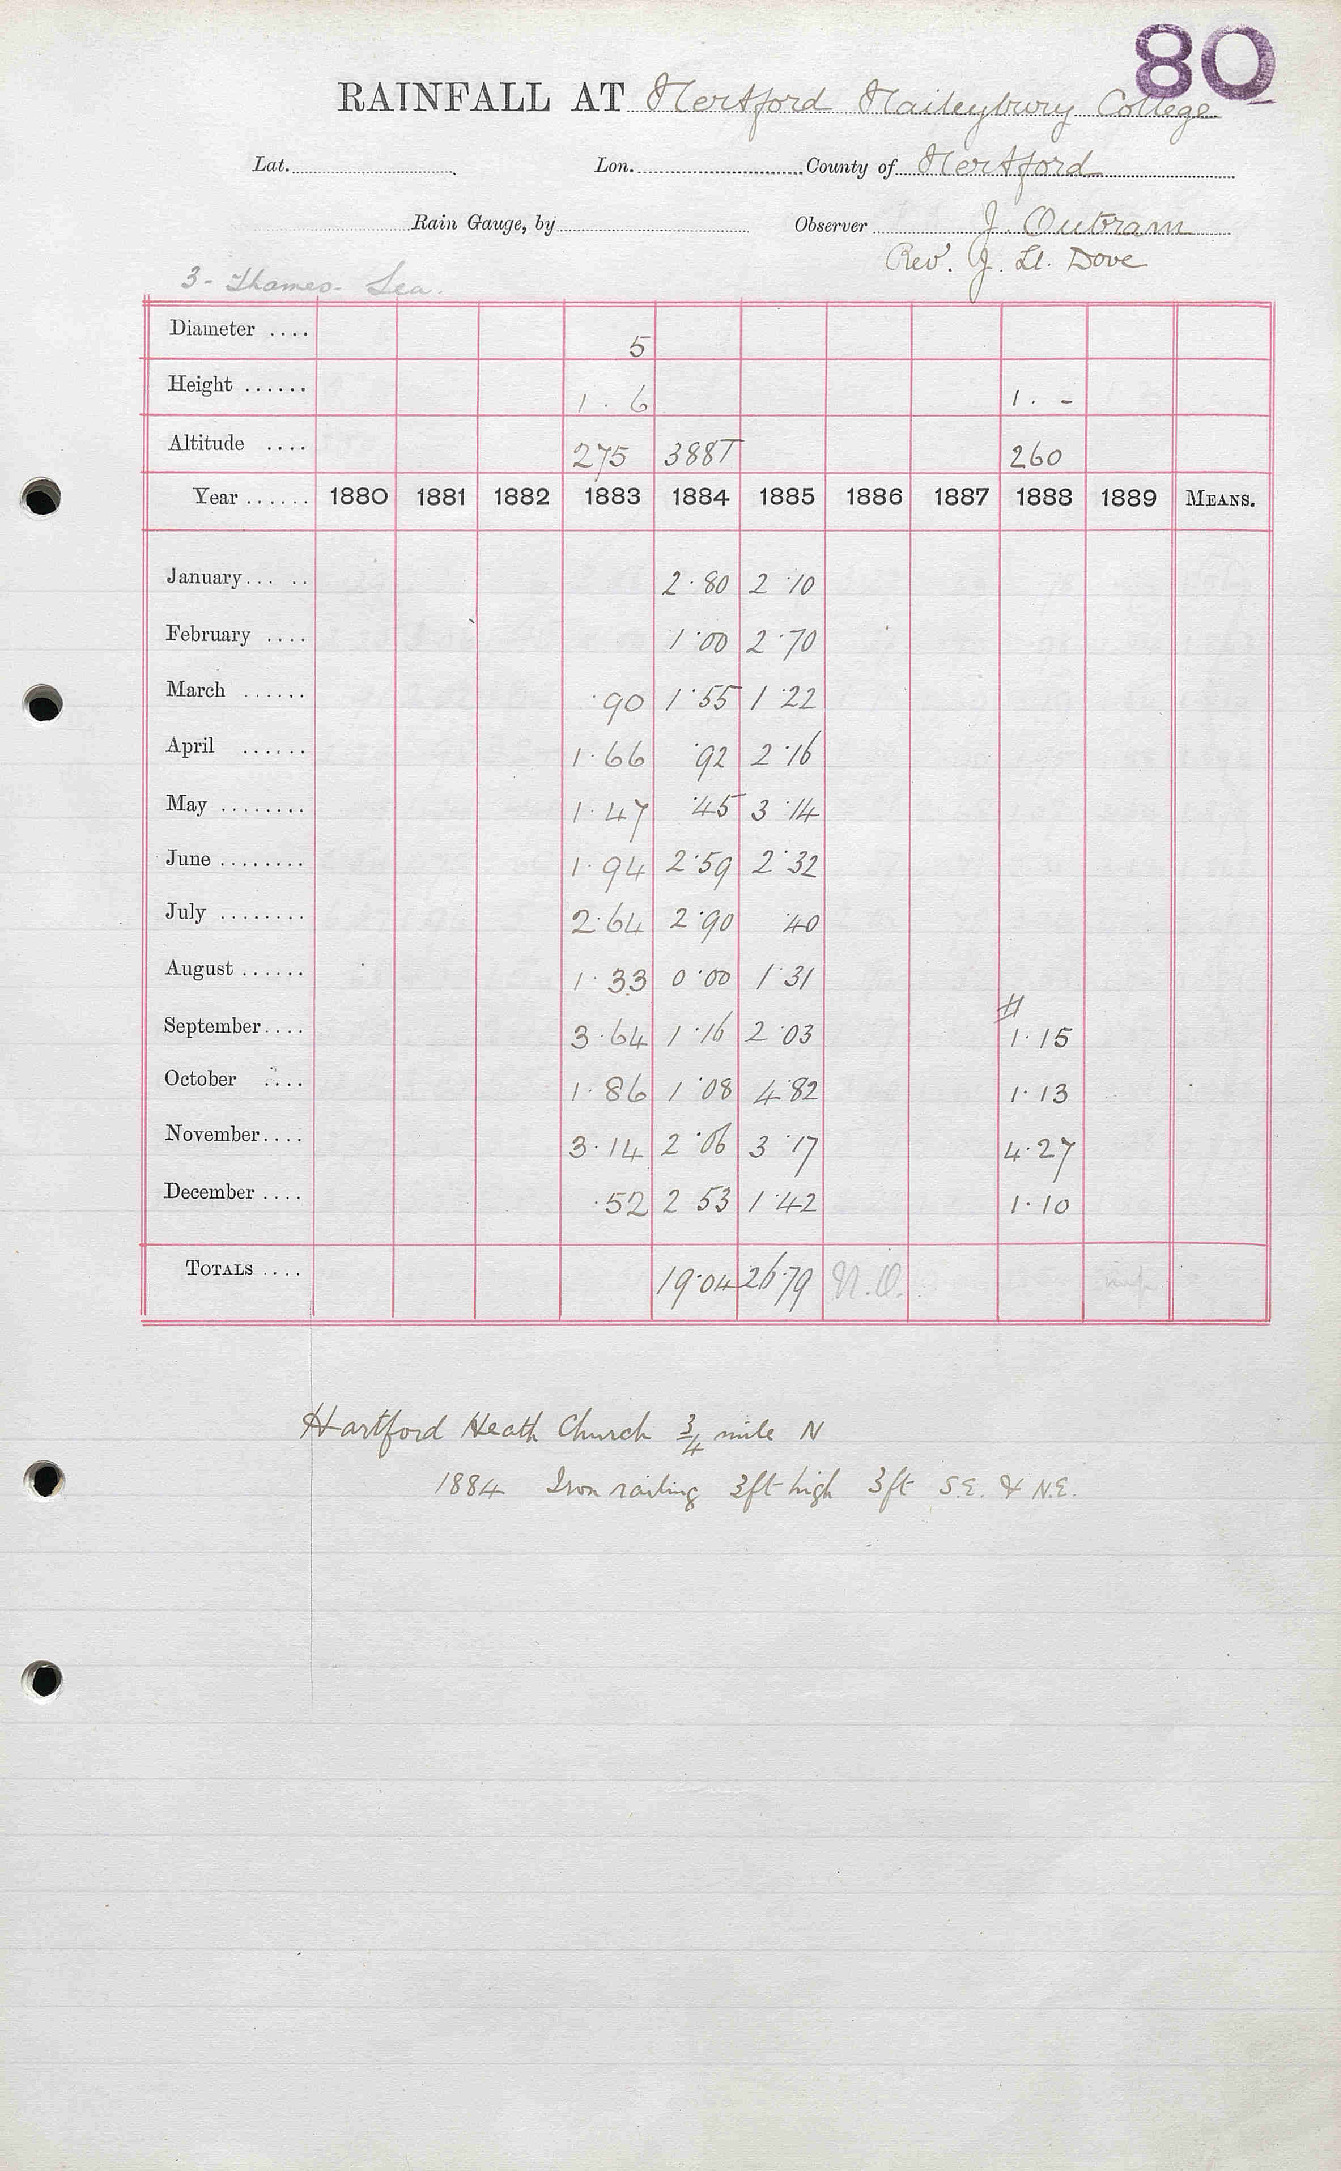 80
RAINFALL AT Hertford Haileybury College
Lat. Lon. County of Hertford
Rain Gauge, by Observer J. Outram
Rev. J. Ll. Dove
3 - Thames - Lea.
Diameter .... 5
Height ...... 1 . 6 1 . -
Altitude .... 275 388T 260
Year ...... 1880 1881 1882 1883 1884 1885 1886 1887 1888 1889 MEANS.
January... .. 2.80 2.10
February .... 1.00 2.70
March ...... .90 1.55 1.22
April ...... 1.66 .92 2.16
May ........ 1.47 .45 3.14
June ........ 1.94 2.59 2.32
July ........ 2.64 2.90 .40
August ...... 1.33 0.00 1.31
#
September.... 3.64 1.16 2.03 1.15
October .... 1.86 1.08 4.82 1.13
November.... 3.14 2.06 3.17 4.27
December .... .52 2 53 1.42 1.10
TOTALS .... 19.04 26.79 N.O.
Hartford Heath Church 3/4 mile N
1884 Iron railing 3ft high 3ft S.E. & N.E.